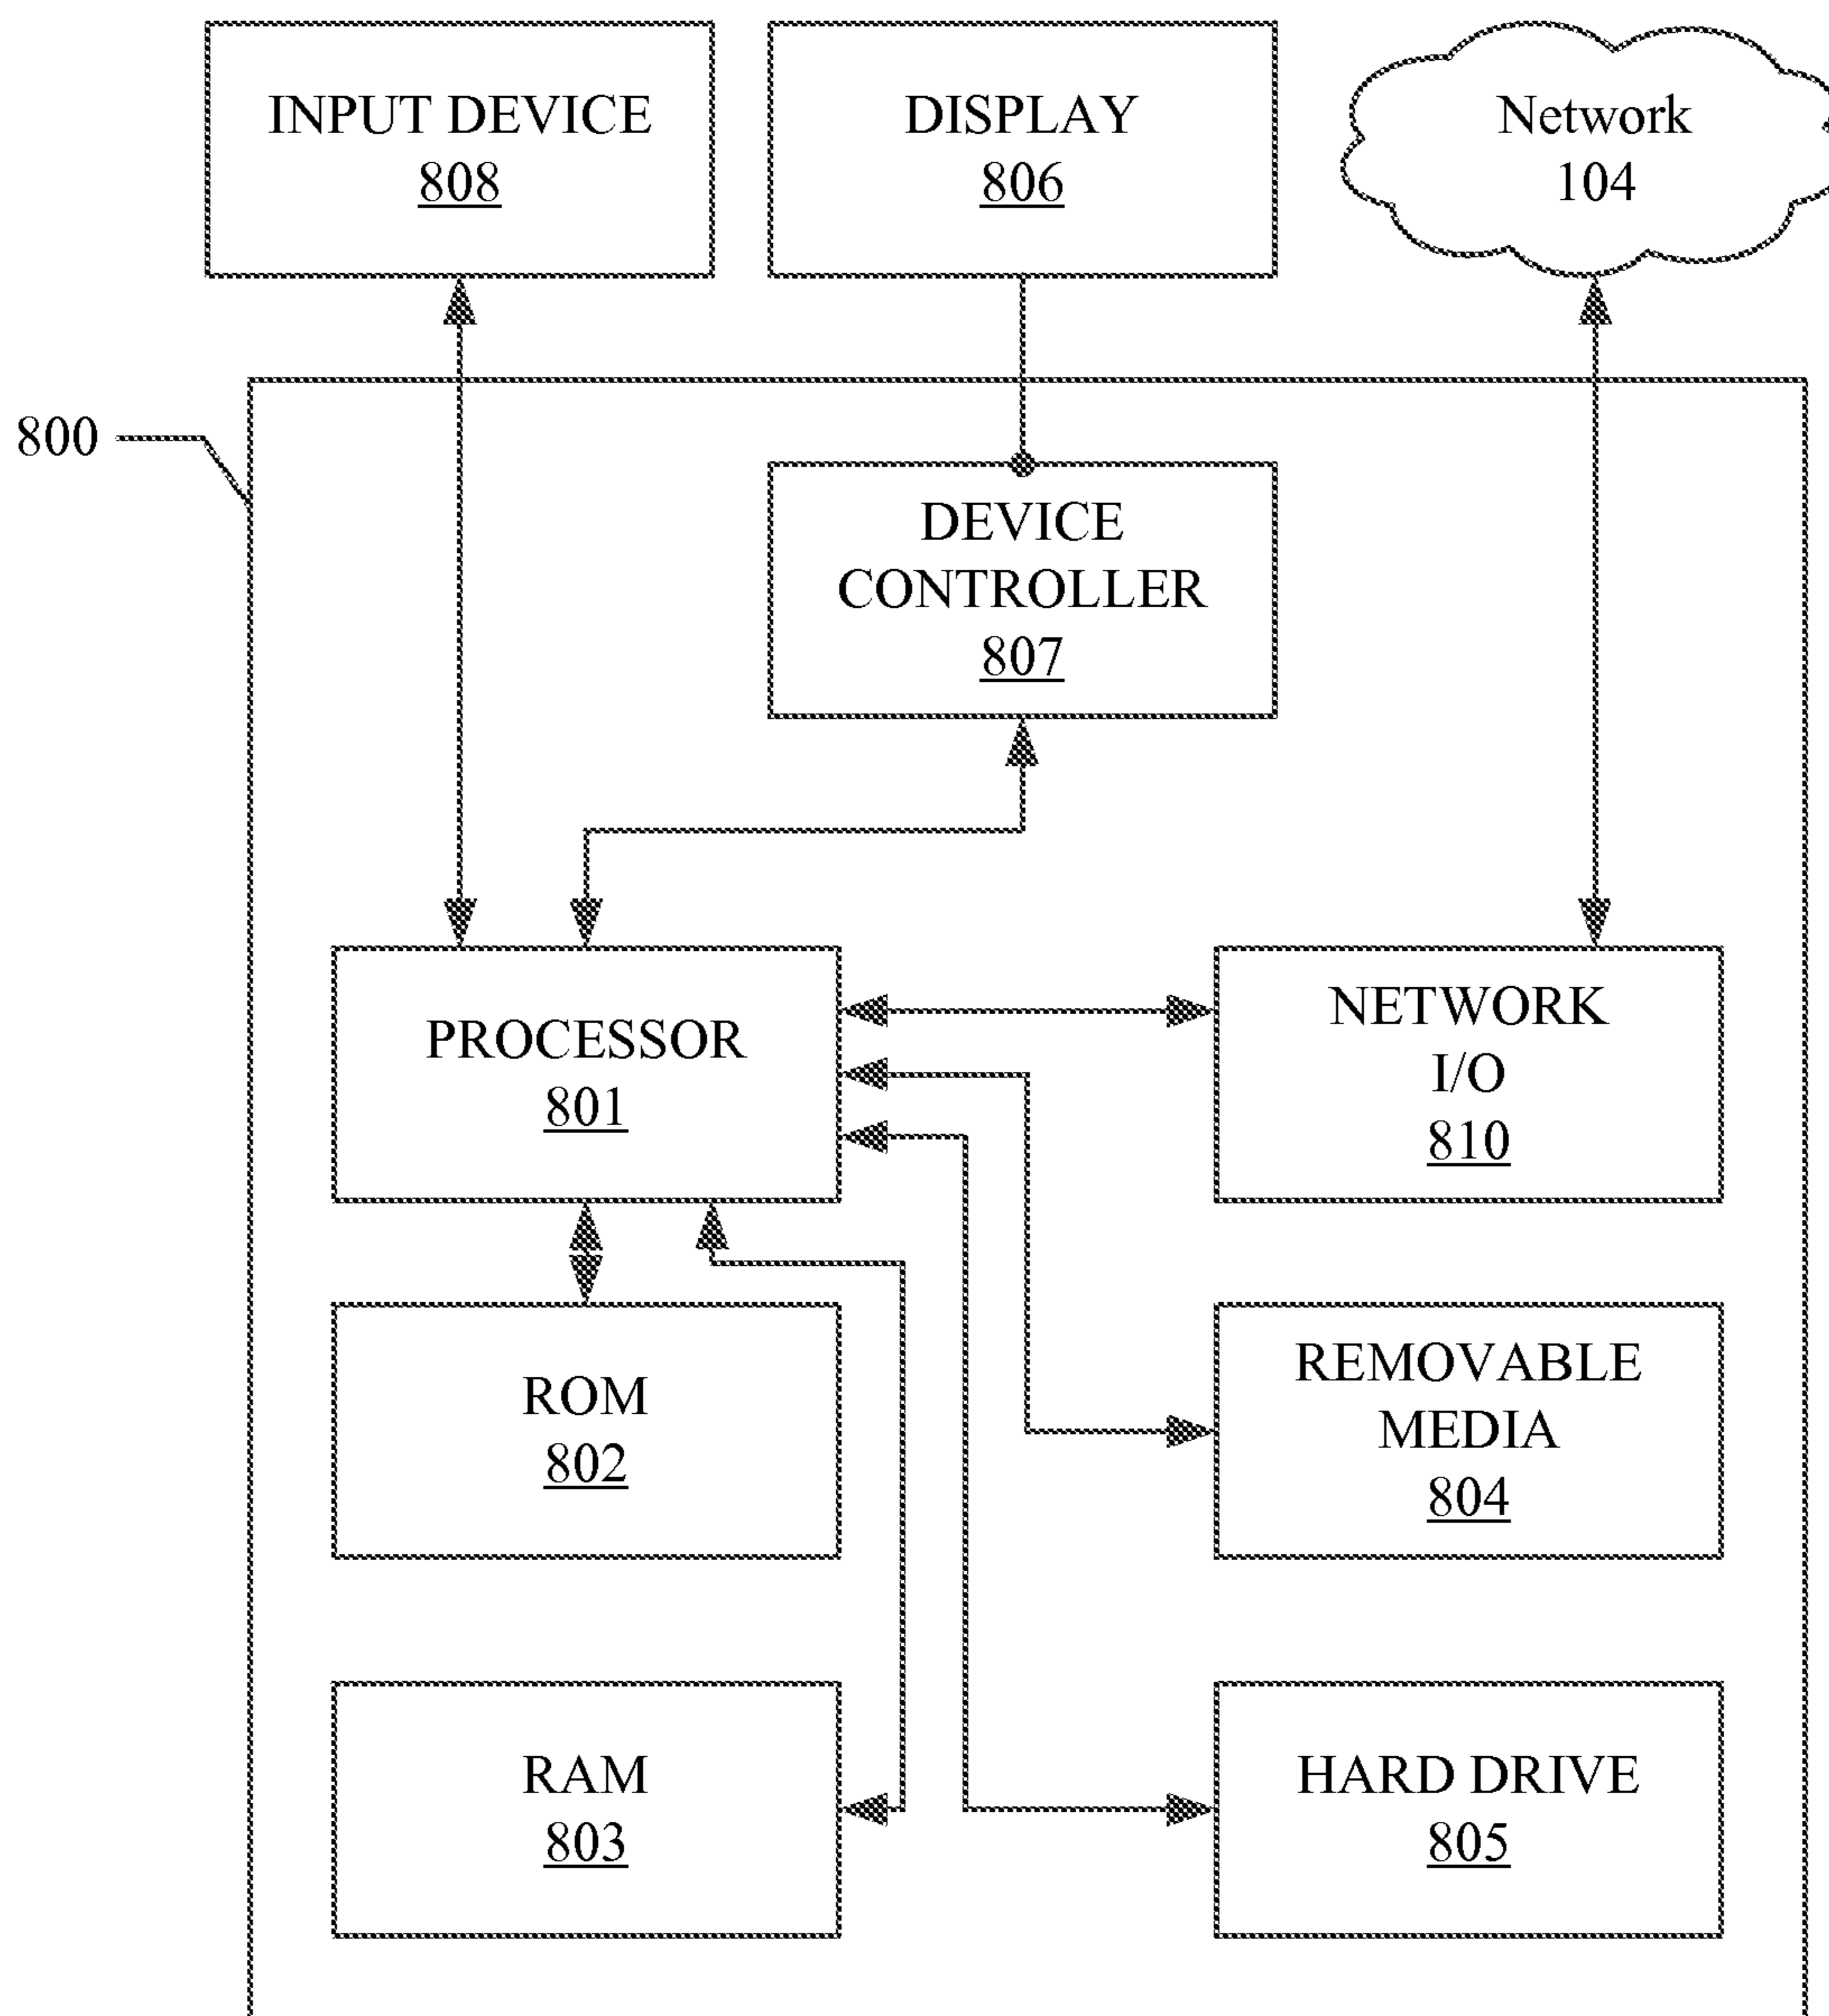 INPUT DEVICE
808
DISPLAY
806
Network
104
800
DEVICE
CONTROLLER
807
PROCESSOR
801
NETWORK
I/O
810
ROM
802
REMOVABLE
MEDIA
804
RAM
803
HARD DRIVE
805